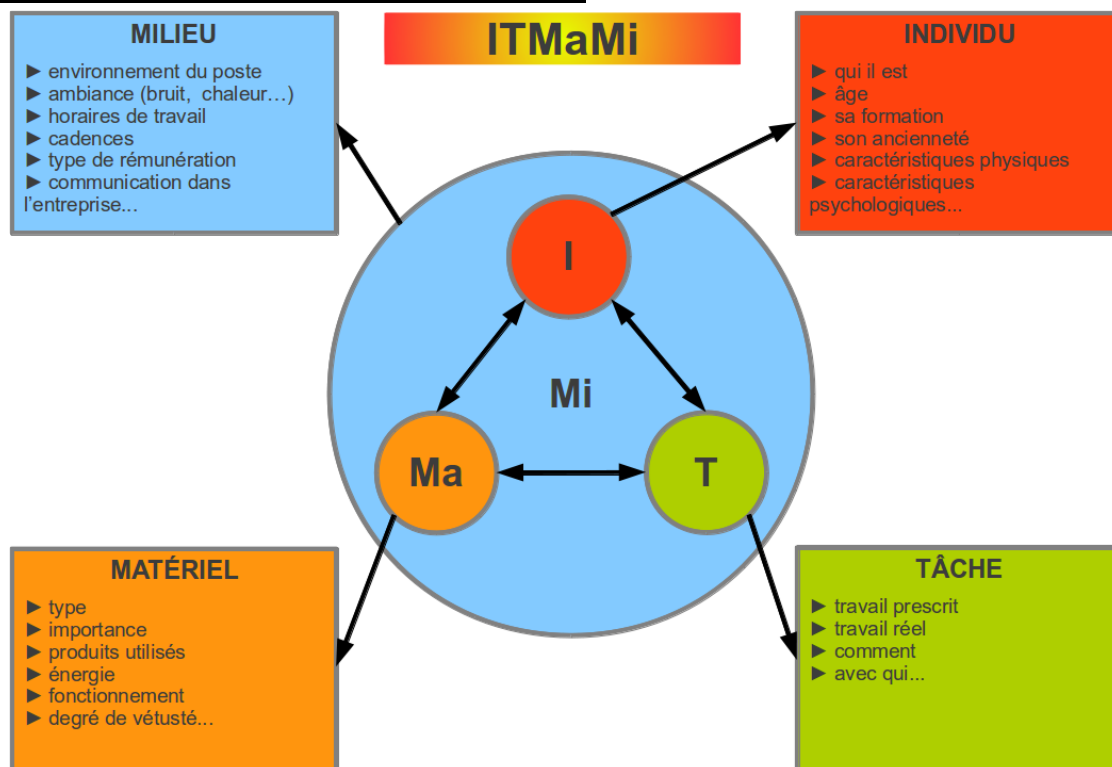 ITMaMi
MILIEU
► environnement du poste
► ambiance (bruit, chaleur…)
► horaires de travail
► cadences
► type de rémunération
► communication dans
l’entreprise...
INDIVIDU
► qui il est
► âge
► sa formation
► son ancienneté
► caractéristiques physiques
► caractéristiques
psychologiques...
I
Mi
Ma
T
MATÉRIEL
► type
► importance
► produits utilisés
► énergie
► fonctionnement
► degré de vétusté...
TÂCHE
► travail prescrit
► travail réel
► comment
► avec qui...